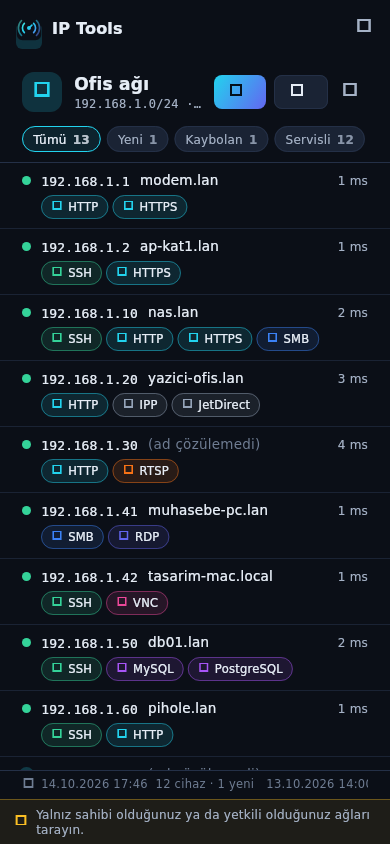 IP Tools
Ofis ağı
192.168.1.0/24 ·…
Tümü 13 Yeni 1 Kaybolan 1 Servisli 12
192.168.1.1 modem.lan 1 ms
HTTP HTTPS
192.168.1.2 ap-kat1.lan 1 ms
SSH HTTPS
192.168.1.10 nas.lan 2 ms
SSH HTTP HTTPS SMB
192.168.1.20 yazici-ofis.lan 3 ms
HTTP IPP JetDirect
192.168.1.30 (ad çözülemedi) 4 ms
HTTP RTSP
192.168.1.41 muhasebe-pc.lan 1 ms
SMB RDP
192.168.1.42 tasarim-mac.local 1 ms
SSH VNC
192.168.1.50 db01.lan 2 ms
SSH MySQL PostgreSQL
192.168.1.60 pihole.lan 1 ms
SSH HTTP
14.10.2026 17:46 12 cihaz · 1 yeni 13.10.2026 14:00
Yalnız sahibi olduğunuz ya da yetkili olduğunuz ağları
tarayın.